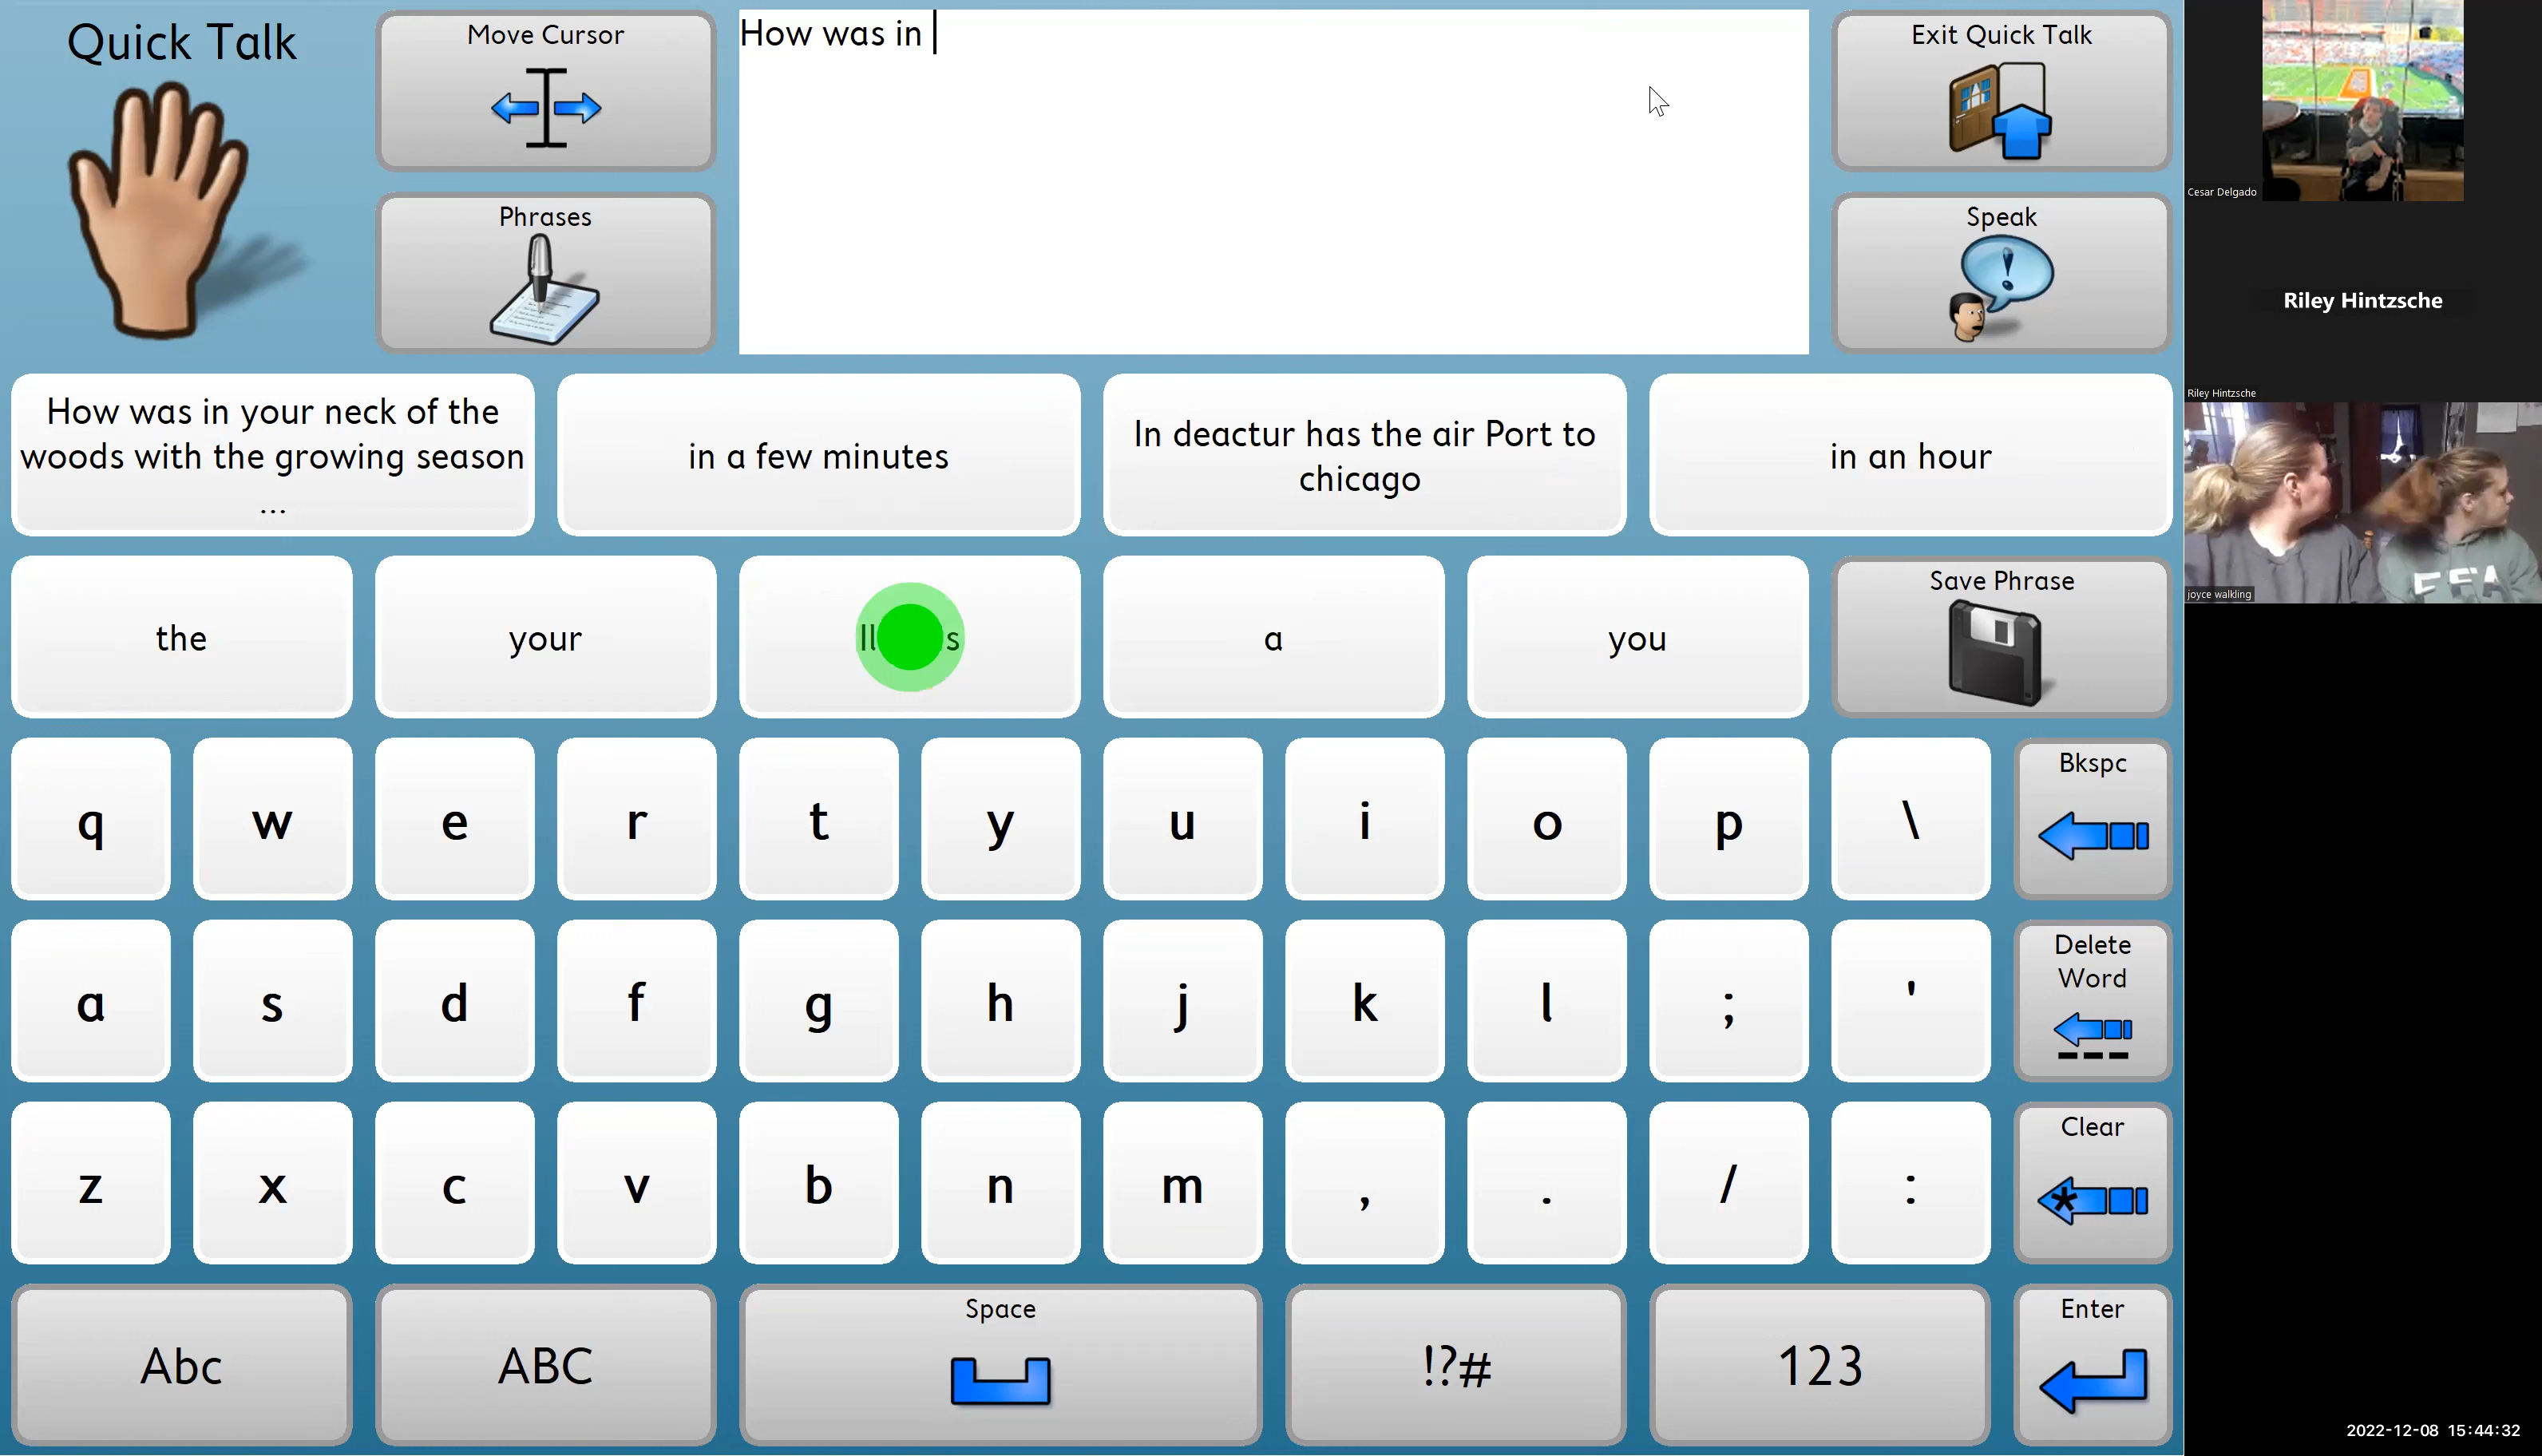 Quick Talk
Move Cursor
How was in
Exit Quick Talk
Phrases
Speak
Cesar Delgado
Riley Hintzsche
Riley Hintzsche
How was in your neck of the
woods with the growing season
...
in a few minutes
In deactur has the air Port to
chicago
in an hour
joyce walkling
the
your
a
you
Save Phrase
q w e r t y u i o p \
Bkspc
a s d f g h j k l ; '
Delete
Word
z x c v b n m , . / :
Clear
Abc
ABC
Space
!?#
123
Enter
2022-12-08 15:44:32